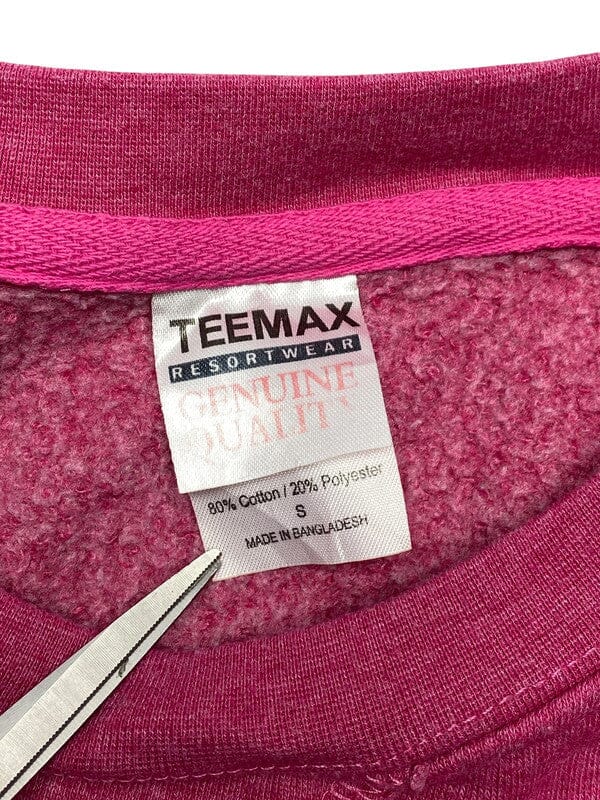 TEEMAX
RESORTWEAR
GENUINE
QUALITY
80% Cotton / 20% Polyester
S
MADE IN BANGLADESH